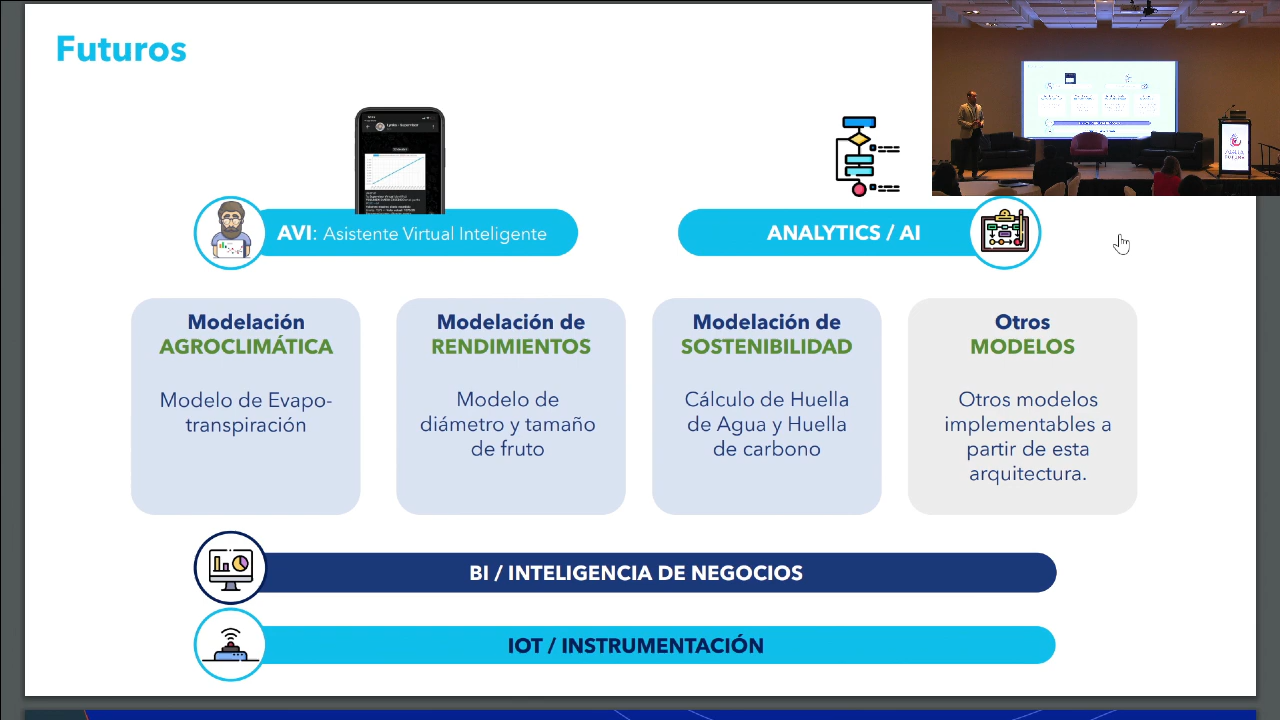 Futuros
AVI: Asistente Virtual Inteligente
ANALYTICS / AI
Modelación
AGROCLIMÁTICA
Modelo de Evapo-
transpiración
Modelación de
RENDIMIENTOS
Modelo de
diámetro y tamaño
de fruto
Modelación de
SOSTENIBILIDAD
Cálculo de Huella
de Agua y Huella
de carbono
Otros
MODELOS
Otros modelos
implementables a
partir de esta
arquitectura.
BI / INTELIGENCIA DE NEGOCIOS
IOT / INSTRUMENTACIÓN